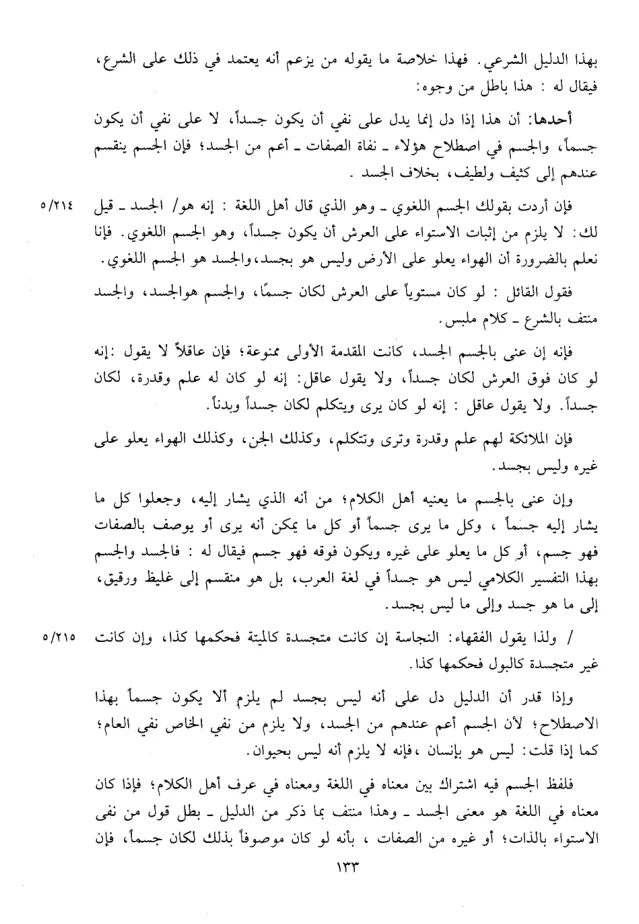 بهذا الدليل الشرعي. فهذا خلاصة ما يقوله من يزعم أنه يعتمد في ذلك على الشرع،
فيقال له : هذا باطل من وجوه:
أحدها: أن هذا إذا دل إنما يدل على نفي أن يكون جسداً، لا على نفي أن يكون
جسماً، والجسم في اصطلاح هؤلاء ـ نفاة الصفات ـ أعم من الجسد؛ فإن الجسم ينقسم
عندهم إلى كثيف ولطيف، بخلاف الجسد .
فإن أردت بقولك الجسم اللغوي ـ وهو الذي قال أهل اللغة : إنه هو/ الجسد ـ قيل ٥/٢١٤
لك: لا يلزم من إثبات الاستواء على العرش أن يكون جسداً، وهو الجسم اللغوي. فإنا
نعلم بالضرورة أن الهواء يعلو على الأرض وليس هو بجسد،والجسد هو الجسم اللغوي.
فقول القائل : لو كان مستوياً على العرش لكان جسمًا، والجسم هوالجسد، والجسد
منتف بالشرع ـ كلام ملبس.
فإنه إن عنى بالجسم الجسد، كانت المقدمة الأولى ممنوعة؛ فإن عاقلاً لا يقول :إنه
لو كان فوق العرش لكان جسداً، ولا يقول عاقل: إنه لو كان له علم وقدرة، لكان
جسداً. ولا يقول عاقل : إنه لو كان يرى ويتكلم لكان جسداً وبدناً.
فإن الملائكة لهم علم وقدرة وترى وتتكلم، وكذلك الجن، وكذلك الهواء يعلو على
غيره وليس بجسد.
وإن عنى بالجسم ما يعنيه أهل الكلام؛ من أنه الذي يشار إليه، وجعلوا كل ما
يشار إليه جسماً ، وكل ما يرى جسماً أو كل ما يمكن أنه يرى أو يوصف بالصفات
فهو جسم، أو كل ما يعلو على غيره ويكون فوقه فهو جسم فيقال له : فالجسد والجسم
بهذا التفسير الكلامي ليس هو جسداً في لغة العرب، بل هو منقسم إلى غليظ ورقيق،
إلى ما هو جسد وإلى ما ليس بجسد.
/ ولذا يقول الفقهاء: النجاسة إن كانت متجسدة كالميتة فحكمها كذا، وإن كانت ٥/٢١٥
غير متجسدة كالبول فحكمها كذا.
وإذا قدر أن الدليل دل على أنه ليس بجسد لم يلزم ألا يكون جسماً بهذا
الاصطلاح؛ لأن الجسم أعم عندهم من الجسد، ولا يلزم من نفي الخاص نفي العام؛
كما إذا قلت: ليس هو بإنسان ،فإنه لا يلزم أنه ليس بحيوان.
فلفظ الجسم فيه اشتراك بين معناه في اللغة ومعناه في عرف أهل الكلام؛ فإذا كان
معناه في اللغة هو معنى الجسد ـ وهذا منتف بما ذكر من الدليل ـ بطل قول من نفى
الاستواء بالذات؛ أو غيره من الصفات ، بأنه لو كان موصوفاً بذلك لكان جسماً، فإن
١٣٣